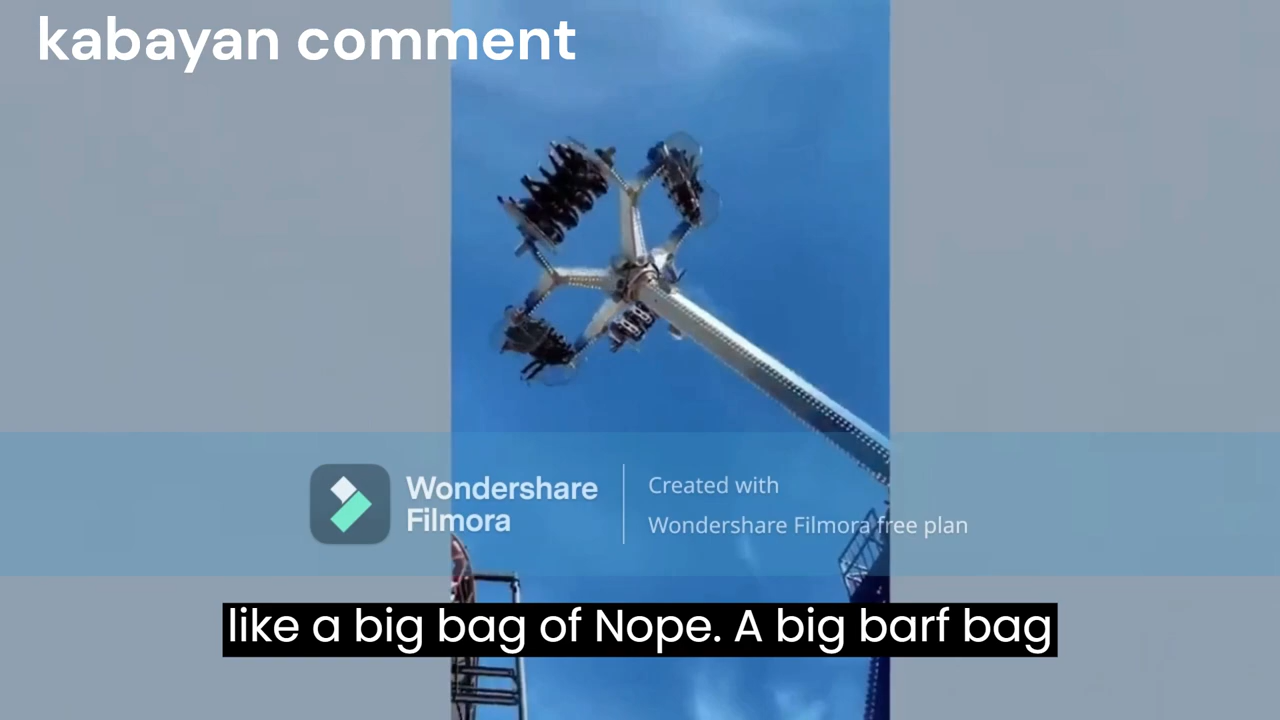 kabayan comment
Wondershare
Filmora
Created with
Wondershare Filmora free plan
like a big bag of Nope. A big barf bag